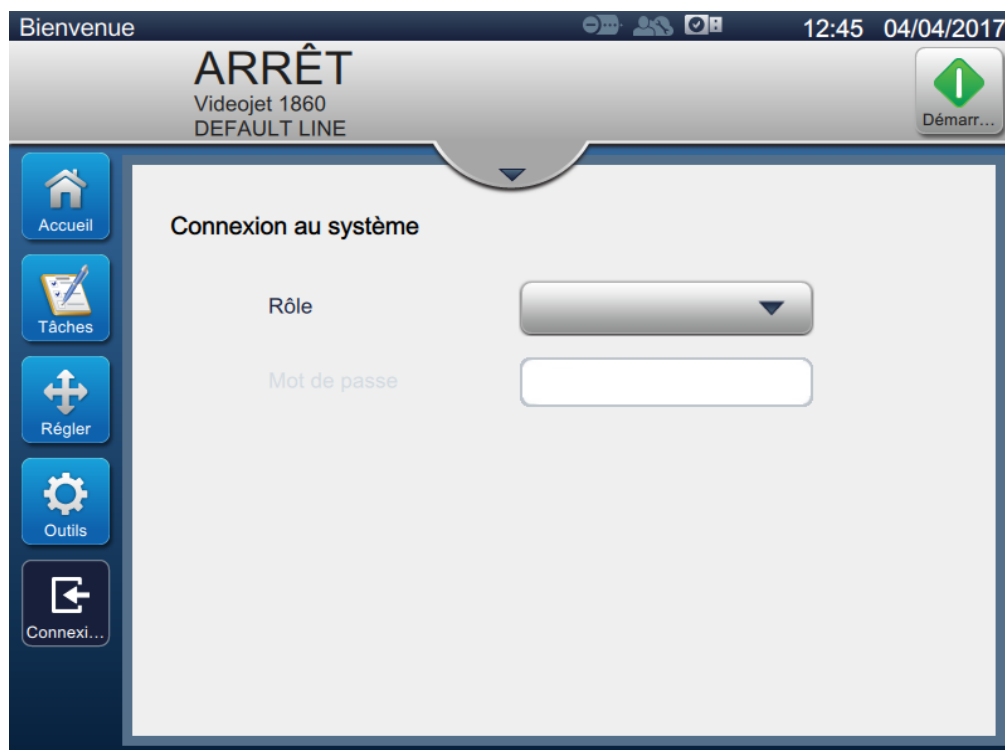 Bienvenue
12:45 04/04/2017
ARRÊT
Videojet 1860
DEFAULT LINE
Démarr...
Accueil
Connexion au système
Rôle
Tâches
Mot de passe
Régler
Outils
Connexi...